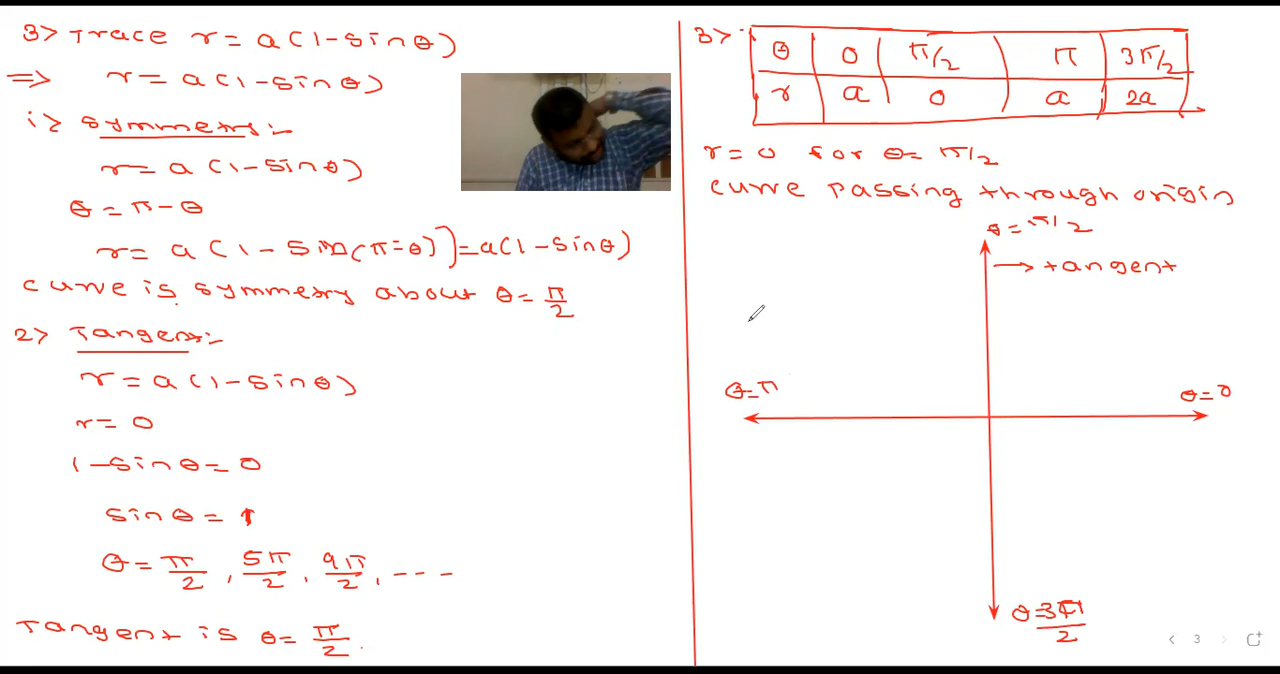 3> Trace r = a(1-sinθ)
=> r = a(1-sinθ)
i> symmetry:-
r = a(1-sinθ)
θ = π-θ
r = a(1-sin(π-θ)) = a(1-sinθ)
curve is symmetry about θ = π/2
2> Tangent:-
r = a(1-sinθ)
r = 0
1-sinθ = 0
sinθ = 1
θ = π/2, 5π/2, 9π/2, ----
Tangent is θ = π/2.
3>
θ 0 π/2 π 3π/2
r a 0 a 2a
r = 0 for θ = π/2
curve passing through origin
θ = π/2
→ tangent
θ=π
θ=0
θ=3π/2
< 3 >